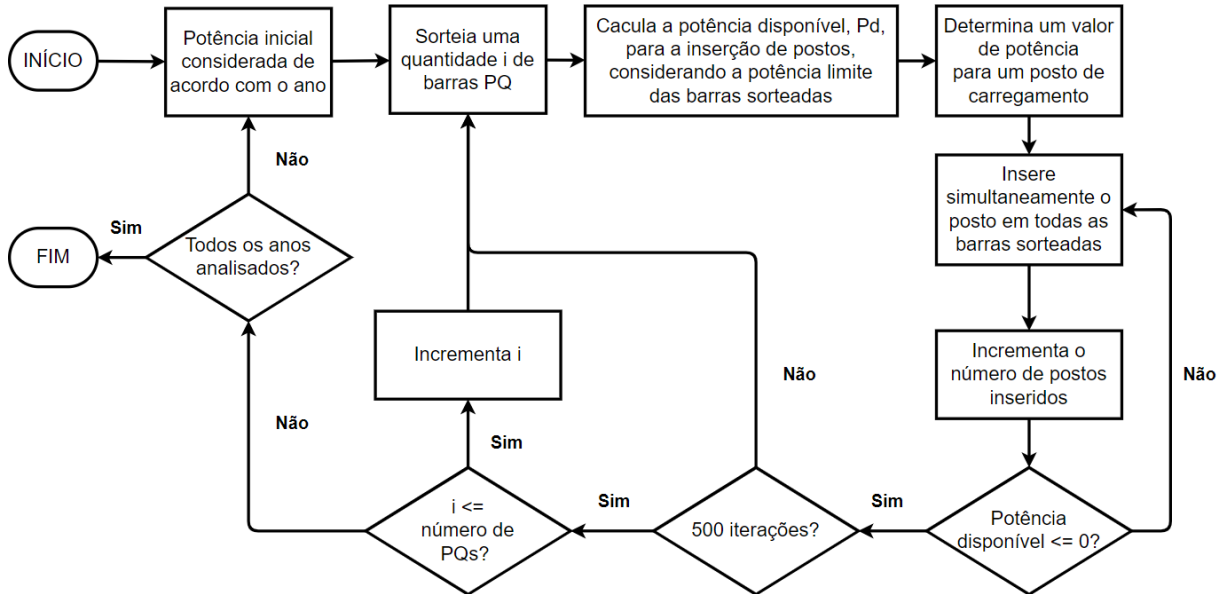 INÍCIO
Potência inicial
considerada de
acordo com o ano
Sorteia uma
quantidade i de
barras PQ
Cacula a potência disponível, Pd,
para a inserção de postos,
considerando a potência limite
das barras sorteadas
Determina um valor
de potência
para um posto de
carregamento
Insere
simultaneamente o
posto em todas as
barras sorteadas
Incrementa o
número de postos
inseridos
Potência
disponível <= 0?
Não
Sim
500 iterações?
Não
Sim
i <=
número de
PQs?
Sim
Incrementa i
Não
Todos os anos
analisados?
Não
Sim
FIM